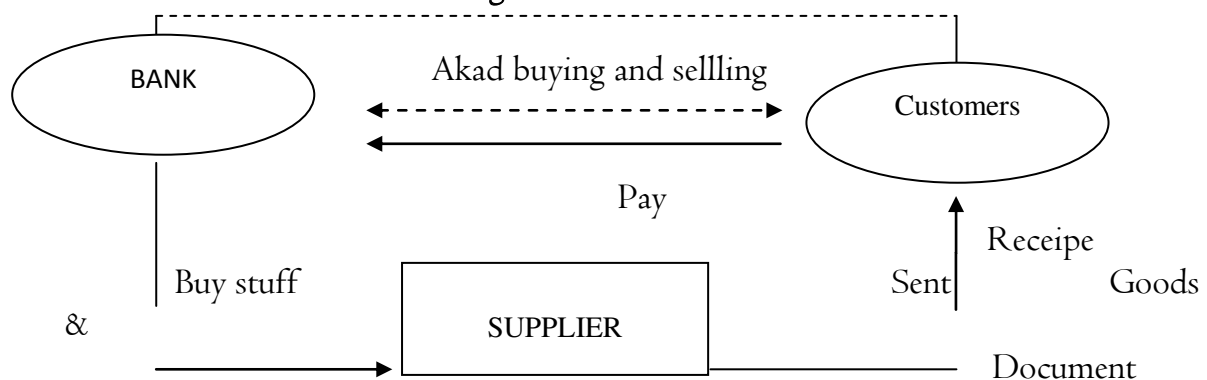 BANK
Akad buying and sellling
Customers
Pay
Receipe
Buy stuff
Sent
Goods
&
SUPPLIER
Document